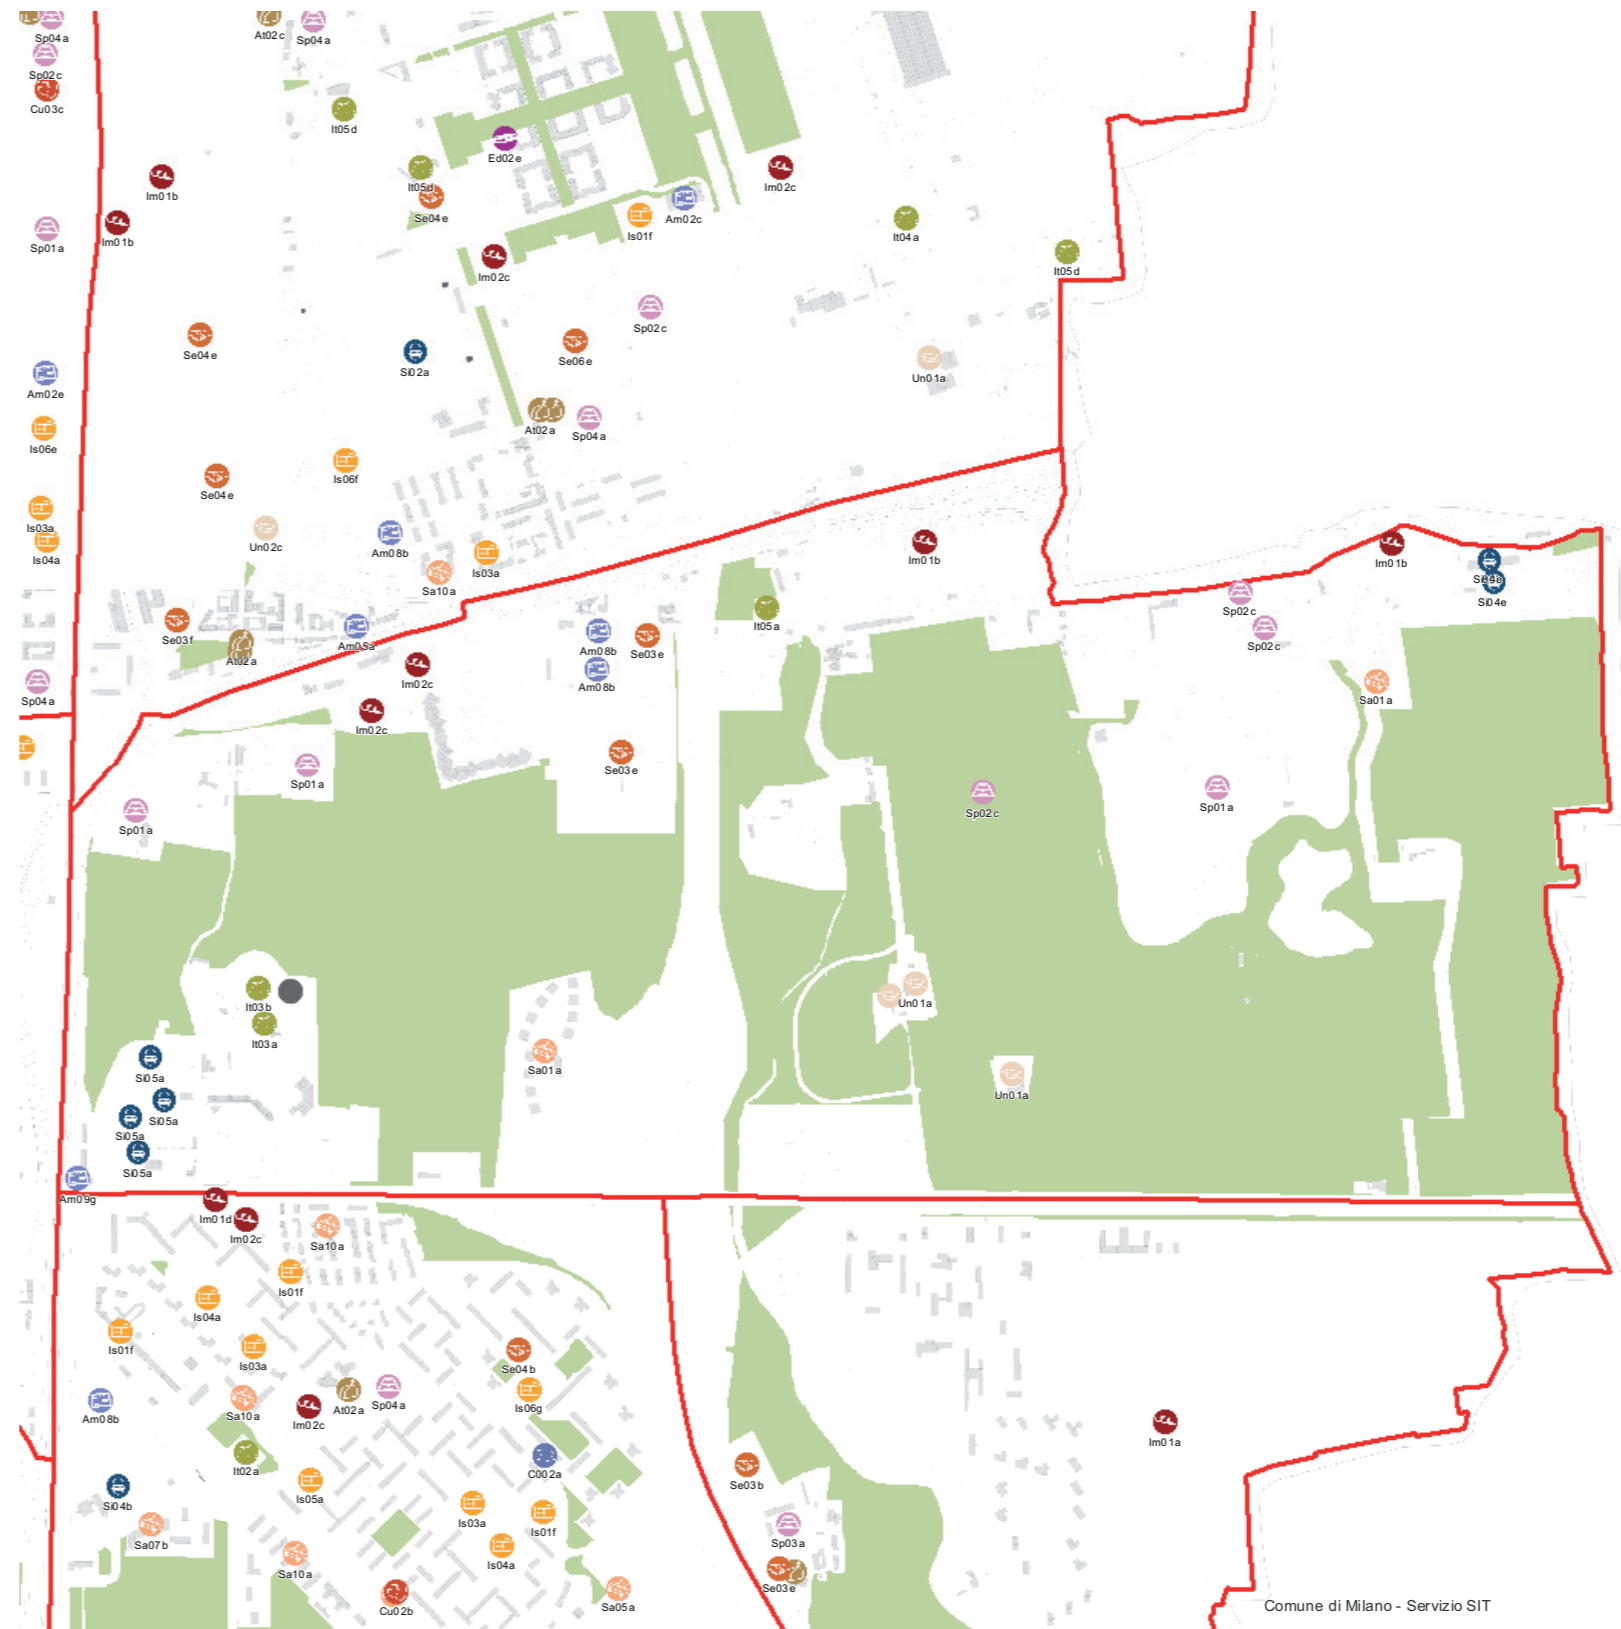 Sp04a
At02c
Sp04a
Sp02c
Cu03c
It05d
Ed02e
It05d
Im02c
Im01b
Se04e
Am02c
Is01f
It04a
Sp01a
Im01b
It05d
Im02c
Sp02c
Se04e
Se06e
Si02a
Un01a
Am02e
At02a
Sp04a
Is06e
Is06f
Se04e
Is03a
Un02c
Am08b
Is04a
Is03a
Im01b
Im01b
Si04e
Sa10a
Si04e
Sp02c
It05a
Se03f
Am05a
Am08b
Se03e
Sp02c
At02a
Im02c
Am08b
Sp04a
Sa01a
Im02c
Se03e
Sp01a
Sp01a
Sp02c
Sp01a
It03b
Un01a
It03a
Sa01a
Si05a
Un01a
Si05a
Si05a
Si05a
Am09g
Im01d
Im02c
Sa10a
Is01f
Is04a
Is01f
Is03a
Se04b
Is06g
Am08b
Sa10a
Im02c
At02a
Sp04a
Im01a
It02a
C002a
Se03b
Is05a
Si04b
Is03a
Is01f
Sa07b
Sp03a
Is04a
Sa10a
Se03e
Cu02b
Sa05a
Comune di Milano - Servizio SIT